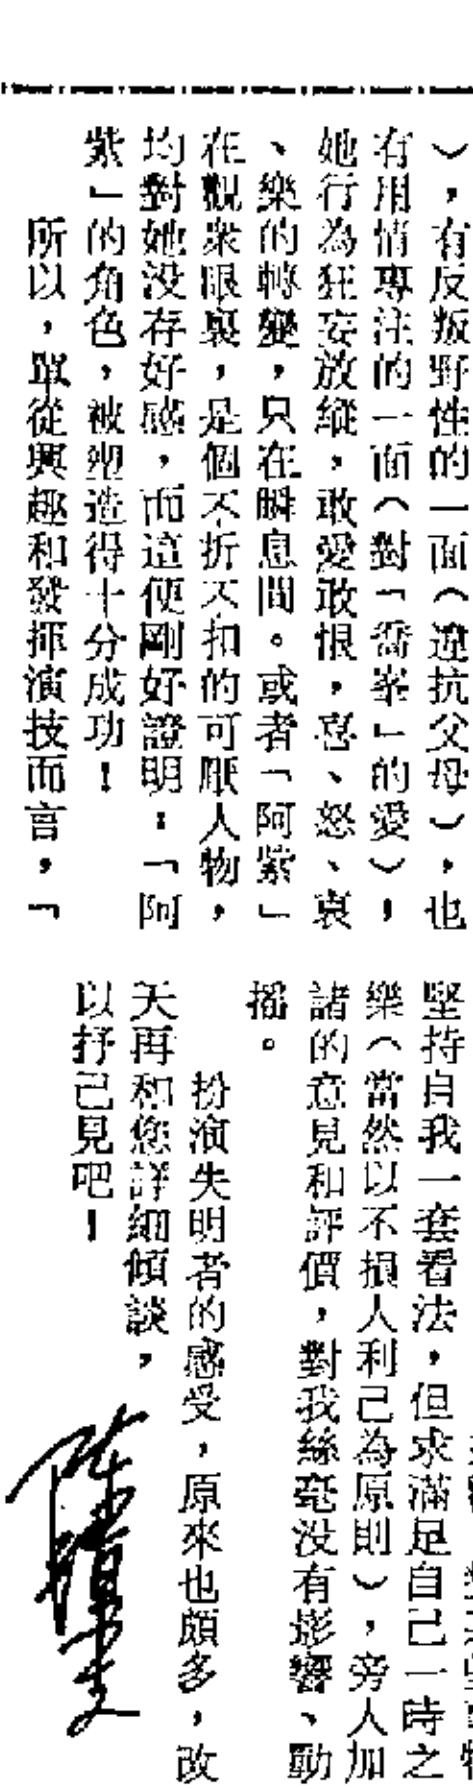 ），有反叛野性的一面（違抗父母），也
有用情專注的一面（對「喬峯」的愛），
她行為狂妄放縱，敢愛敢恨，喜、怒、哀
、樂的轉變，只在瞬息間。或者「阿紫」
在觀衆眼裏，是個不折不扣的可厭人物，
均對她没存好感，而這便剛好證明：「阿
紫」的角色，被塑造得十分成功！
所以，單從興趣和發揮演技而言，「
堅持自我一套看法，但求滿足自己一時之
樂（當然以不損人利己為原則），旁人加
諸的意見和評價，對我絲毫没有影響、動
搖。
扮演失明者的感受，原來也頗多，改
天再和您詳細傾談，
以抒己見吧！